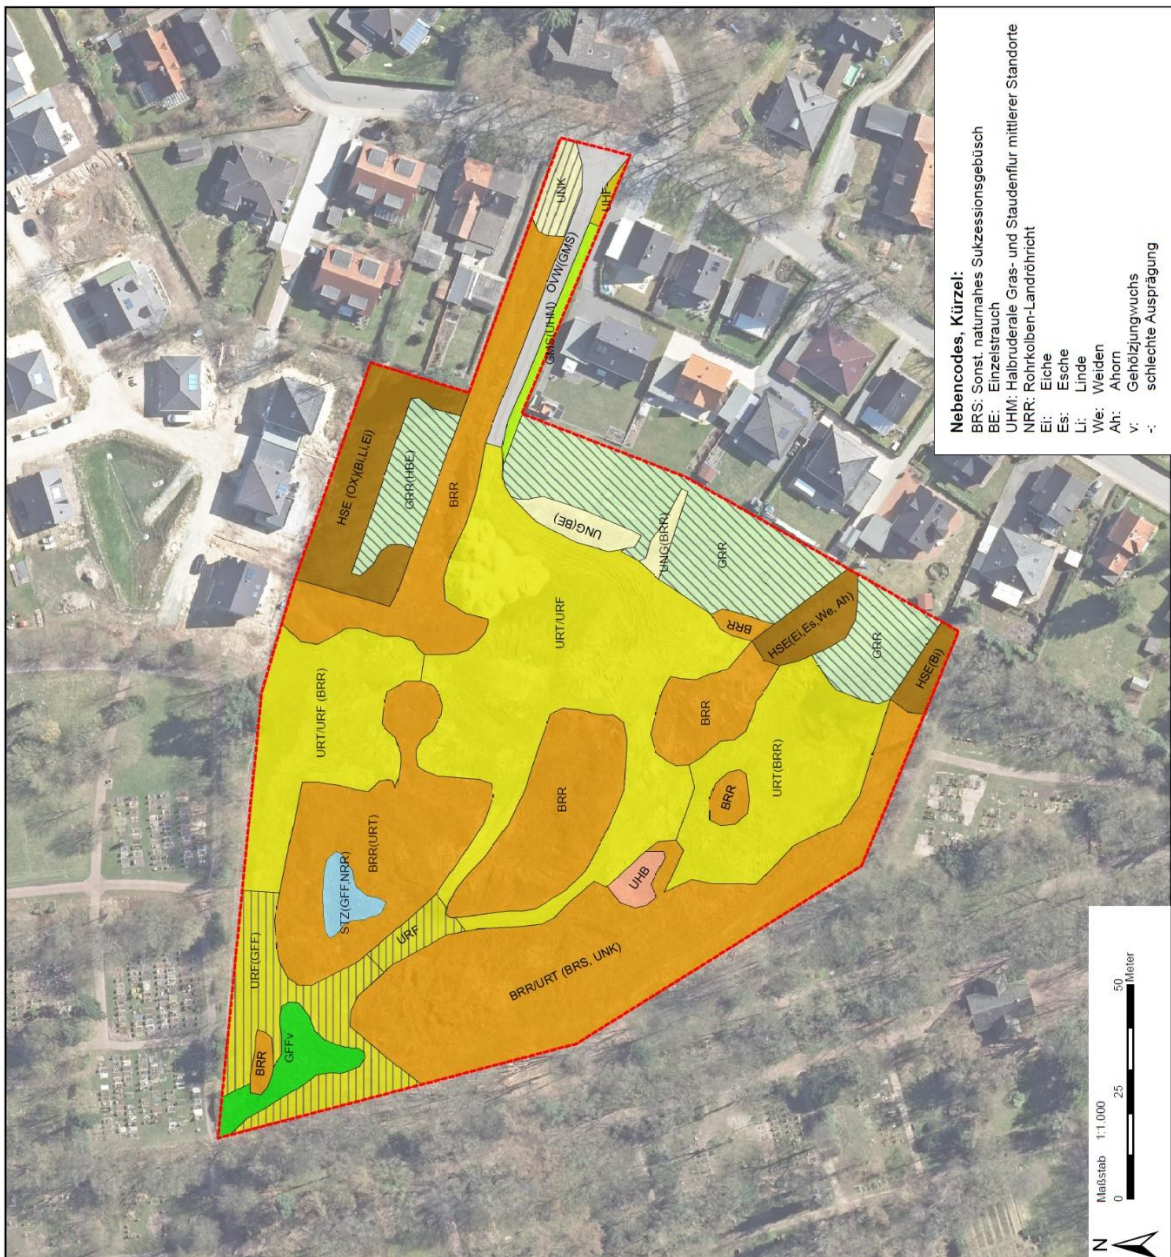 UNK
UHF
OVW(GMS)
GMS(UHM)
HSE (OX)(Bi,Li,Ei)
GRR(HBE)
BRR
UNG(BE)
UNG(BRR)
GRR
URT/URF
URT/URF (BRR)
BRR
HSE(Ei,Es,We, Ah)
GRR
HSE(Bi)
BRR
BRR
URT(BRR)
BRR
BRR(URT)
STZ(GFF,NRR)
UHB
URF
URF(GFF)
BRR
GFFv
BRR/URT (BRS, UNK)
Nebencodes, Kürzel:
BRS: Sonst. naturnahes Sukzessionsgebüsch
BE: Einzelstrauch
UHM: Halbruderale Gras- und Staudenflur mittlerer Standorte
NRR: Rohrkolben-Landröhricht
Ei: Eiche
Es: Esche
Li: Linde
We: Weiden
Ah: Ahorn
v: Gehölzjungwuchs
-: schlechte Ausprägung
N
Maßstab 1:1.000
0 25 50
Meter